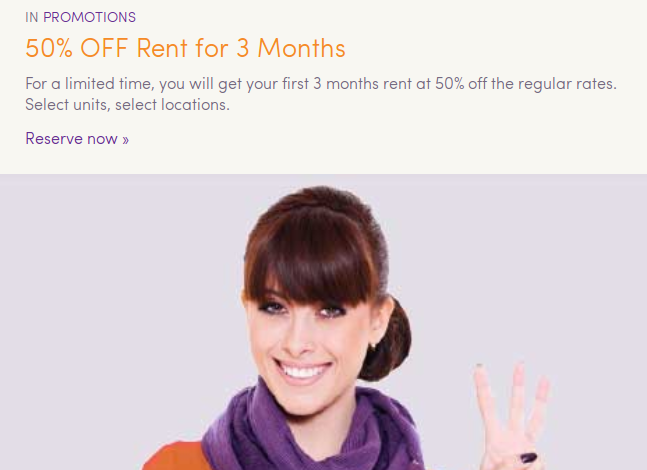 IN PROMOTIONS
50% OFF Rent for 3 Months
For a limited time, you will get your first 3 months rent at 50% off the regular rates.
Select units, select locations.
Reserve now »